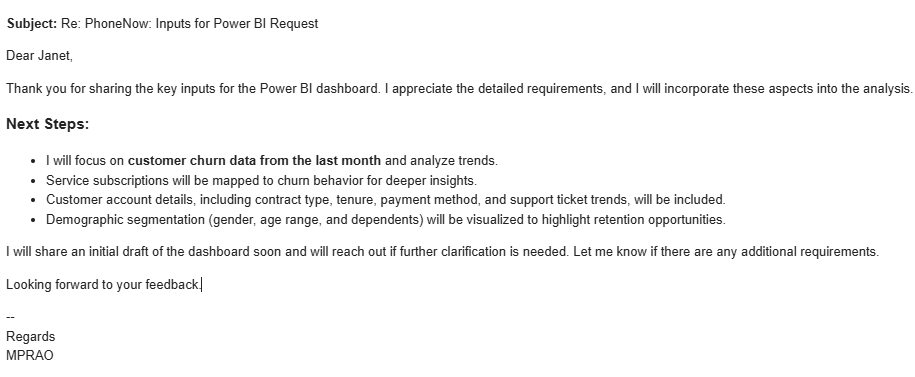 Subject: Re: PhoneNow: Inputs for Power BI Request
Dear Janet,
Thank you for sharing the key inputs for the Power BI dashboard. I appreciate the detailed requirements, and I will incorporate these aspects into the analysis.
Next Steps:
• I will focus on customer churn data from the last month and analyze trends.
• Service subscriptions will be mapped to churn behavior for deeper insights.
• Customer account details, including contract type, tenure, payment method, and support ticket trends, will be included.
• Demographic segmentation (gender, age range, and dependents) will be visualized to highlight retention opportunities.
I will share an initial draft of the dashboard soon and will reach out if further clarification is needed. Let me know if there are any additional requirements.
Looking forward to your feedback.
--
Regards
MPRAO